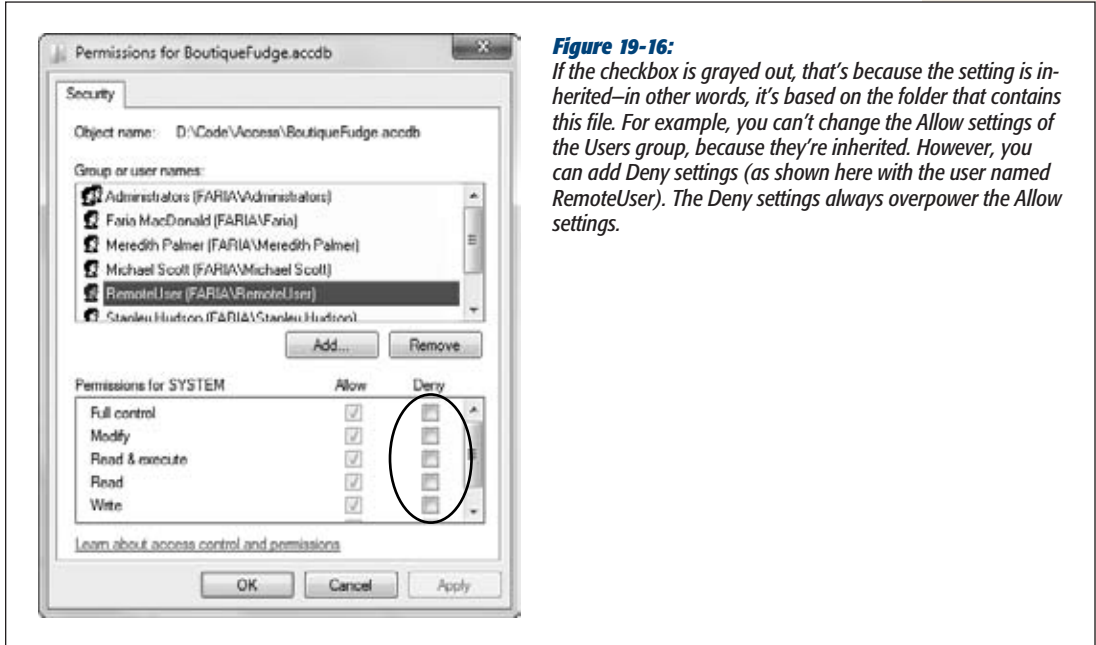 Permissions for BoutiqueFudge.accdb
Security
Object name: D:\Code\Access\BoutiqueFudge.accdb
Group or user names:
Administrators (FARIA\Administrators)
Faria MacDonald (FARIA\Faria)
Meredith Palmer (FARIA\Meredith Palmer)
Michael Scott (FARIA\Michael Scott)
RemoteUser (FARIA\RemoteUser)
Stanley Hudson (FARIA\Stanley Hudson)
Add...
Remove
Permissions for SYSTEM Allow Deny
Full control
Modify
Read & execute
Read
Write
Learn about access control and permissions
OK
Cancel
Apply
Figure 19-16:
If the checkbox is grayed out, that's because the setting is in-
herited—in other words, it's based on the folder that contains
this file. For example, you can't change the Allow settings of
the Users group, because they're inherited. However, you
can add Deny settings (as shown here with the user named
RemoteUser). The Deny settings always overpower the Allow
settings.